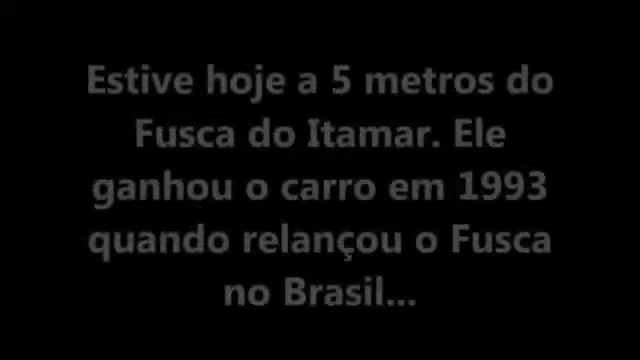 Estive hoje a 5 metros do
Fusca do Itamar. Ele
ganhou o carro em 1993
quando relançou o Fusca
no Brasil...